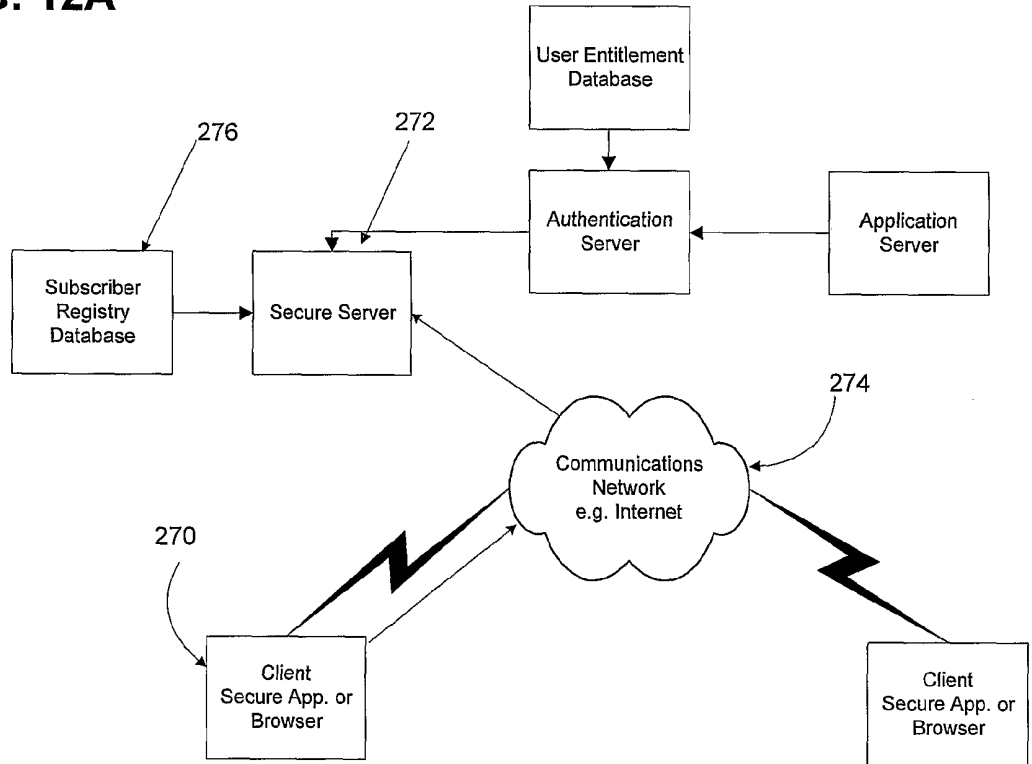 12A
User Entitlement
Database
276
272
Authentication
Server
Application
Server
Subscriber
Registry
Database
Secure Server
274
Communications
Network
e.g. Internet
270
Client
Secure App. or
Browser
Client
Secure App. or
Browser